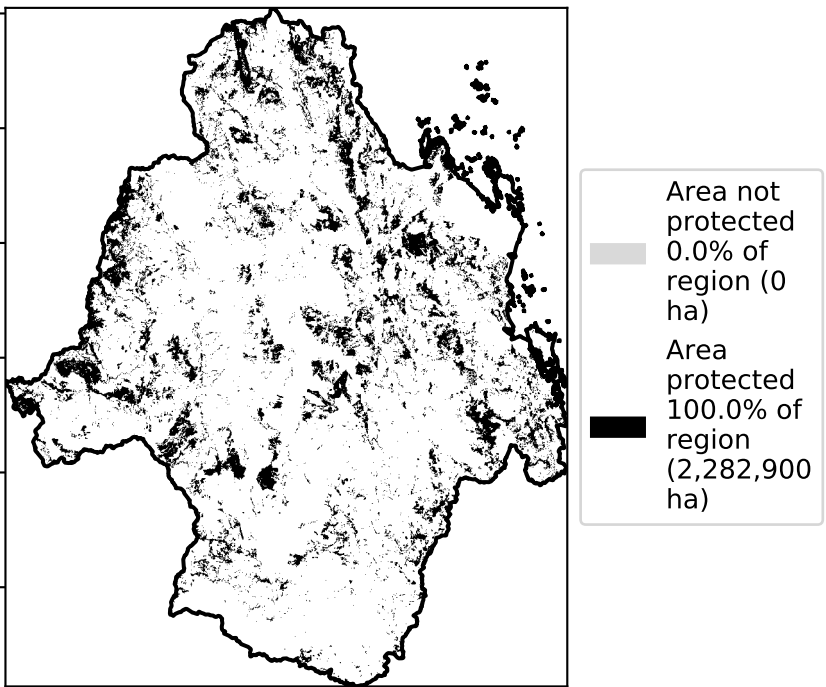 Area not
protected
0.0% of
region (0
ha)
Area
protected
100.0% of
region
(2,282,900
ha)